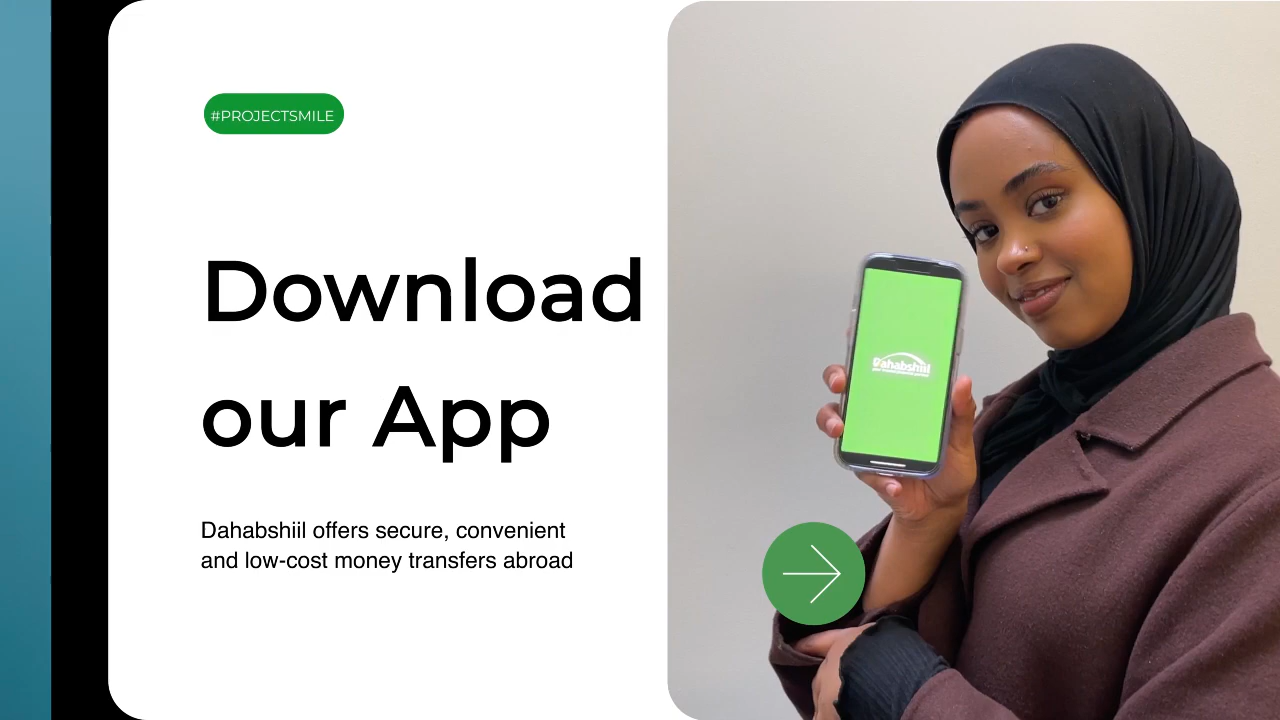 #PROJECTSMILE
Download
our App
Dahabshiil offers secure, convenient
and low-cost money transfers abroad
Dahabshiil